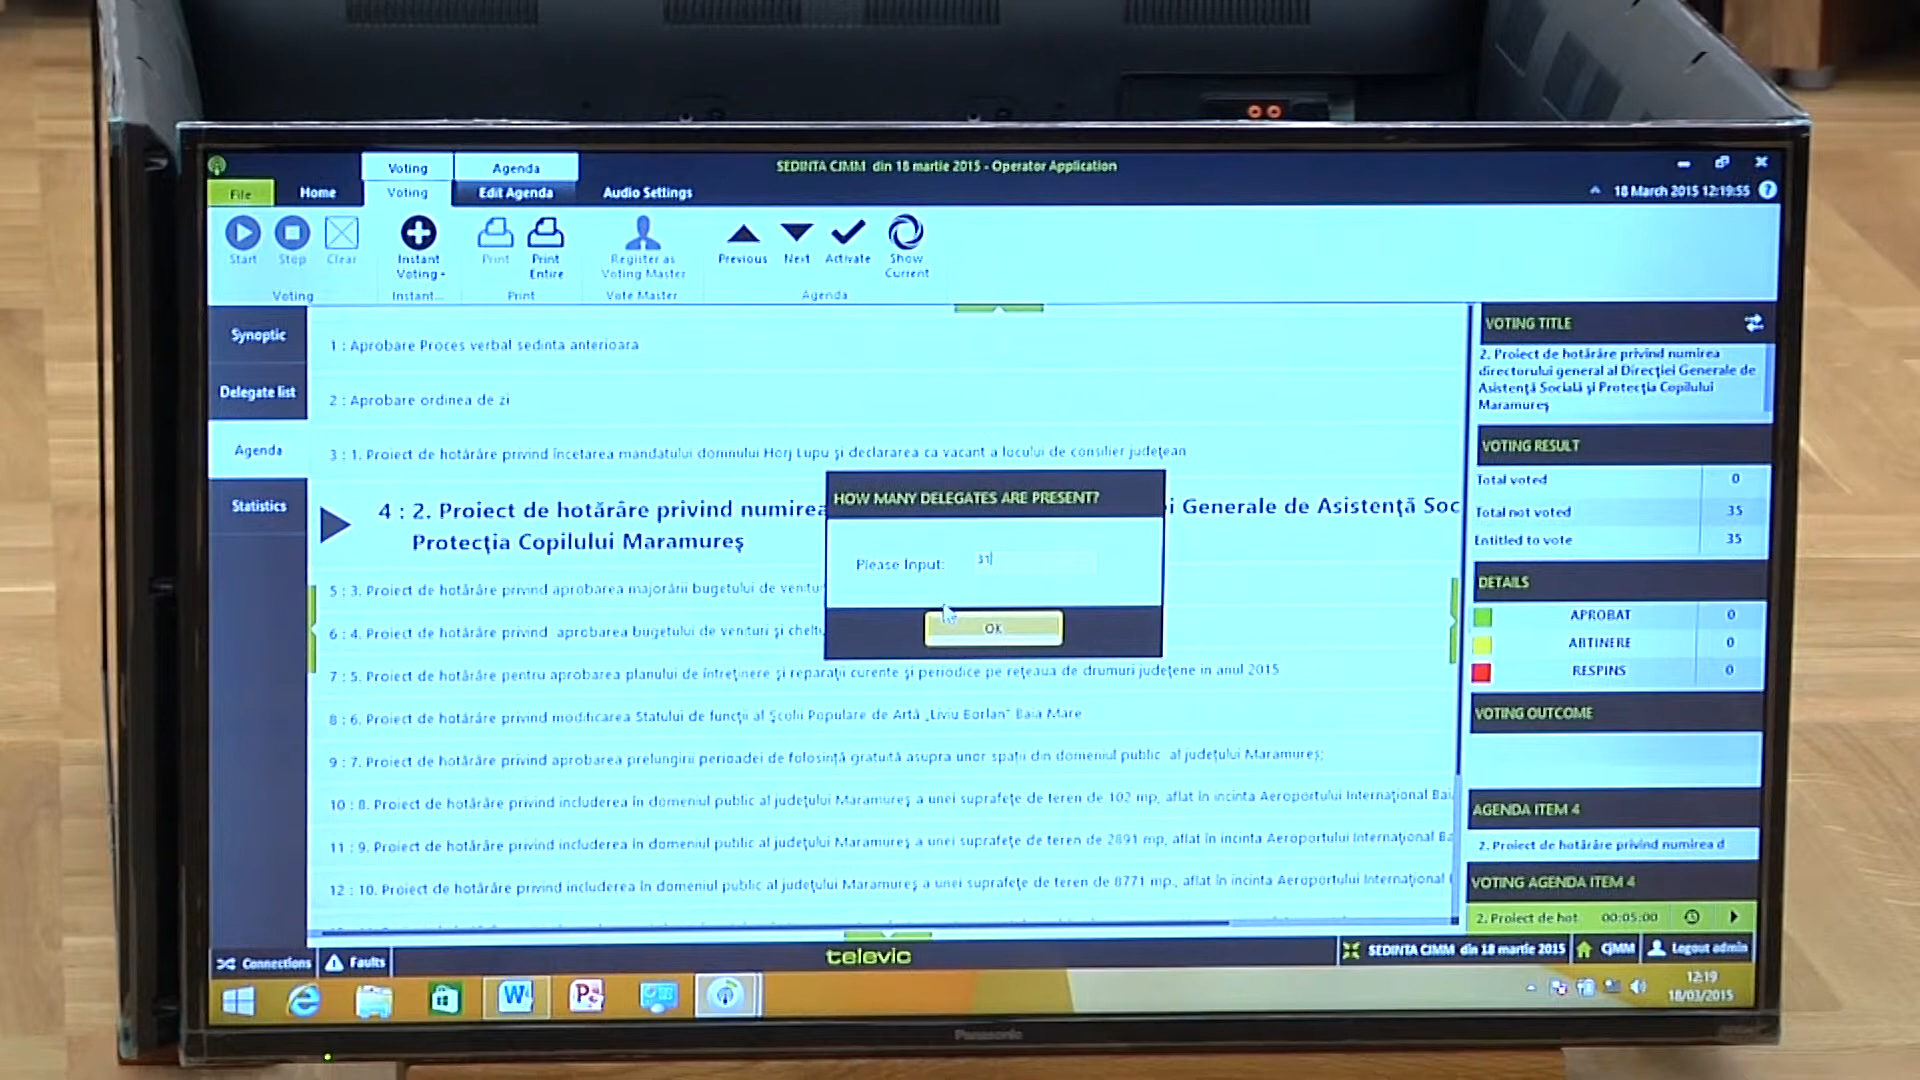 Voting
Agenda
SEDINTA CJMM din 18 martie 2015 - Operator Application
File
Home
Voting
Edit Agenda
Audio Settings
18 March 2015 12:19:55
Start
Stop
Clear
Instant Voting
Print
Print Entire
Register as Voting Master
Previous
Next
Activate
Show Current
Voting
Instant...
Print
Vote Master
Agenda
Synoptic
Delegate list
Agenda
Statistics
1 : Aprobare Proces verbal sedinta anterioara
2 : Aprobare ordinea de zi
3 : 1. Proiect de hotărâre privind încetarea mandatului domnului Horj Lupu şi declararea ca vacant a locului de consilier judeţean
4 : 2. Proiect de hotărâre privind numirea
i Generale de Asistenţă Soc
Protecţia Copilului Maramureş
5 : 3. Proiect de hotărâre privind aprobarea majorării bugetului de venitu
6 : 4. Proiect de hotărâre privind aprobarea bugetului de venituri şi cheltu
7 : 5. Proiect de hotărâre pentru aprobarea planului de întreţinere şi reparaţii curente şi periodice pe reţeaua de drumuri judeţene in anul 2015
8 : 6. Proiect de hotărâre privind modificarea Statului de funcţii al Şcolii Populare de Artă „Liviu Borlan" Baia Mare
9 : 7. Proiect de hotărâre privind aprobarea prelungirii perioadei de folosinţă gratuită asupra unor spaţii din domeniul public al judeţului Maramureş;
10 : 8. Proiect de hotărâre privind includerea în domeniul public al judeţului Maramureş a unei suprafeţe de teren de 102 mp, aflat în incinta Aeroportului Internaţional Bai
11 : 9. Proiect de hotărâre privind includerea în domeniul public al judeţului Maramureş a unei suprafeţe de teren de 2891 mp, aflat în incinta Aeroportului Internaţional Ba
12 : 10. Proiect de hotărâre privind includerea în domeniul public al judeţului Maramureş a unei suprafeţe de teren de 8771 mp., aflat în incinta Aeroportului Internaţional
HOW MANY DELEGATES ARE PRESENT?
Please Input:
31
OK
VOTING TITLE
2. Proiect de hotărâre privind numirea
directorului general al Direcţiei Generale de
Asistenţă Socială şi Protecţia Copilului
Maramureş
VOTING RESULT
Total voted 0
Total not voted 35
Entitled to vote 35
DETAILS
APROBAT 0
ABTINERE 0
RESPINS 0
VOTING OUTCOME
AGENDA ITEM 4
2. Proiect de hotărâre privind numirea d
VOTING AGENDA ITEM 4
2. Proiect de hot 00:05:00
Connections
Faults
televic
SEDINTA CJMM din 18 martie 2015
CJMM
Logout admin
12:19
18/03/2015
Panasonic